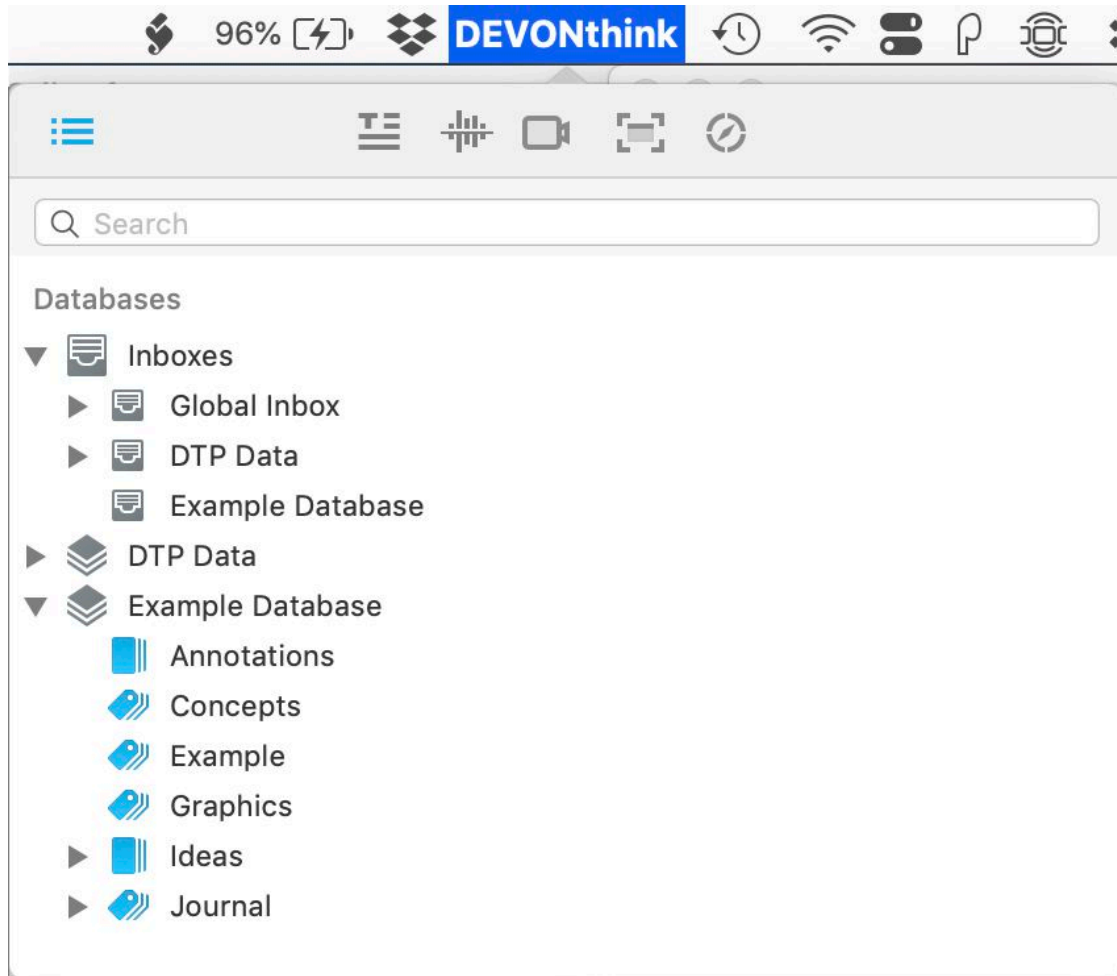 96% DEVONthink
Search
Databases
Inboxes
Global Inbox
DTP Data
Example Database
DTP Data
Example Database
Annotations
Concepts
Example
Graphics
Ideas
Journal